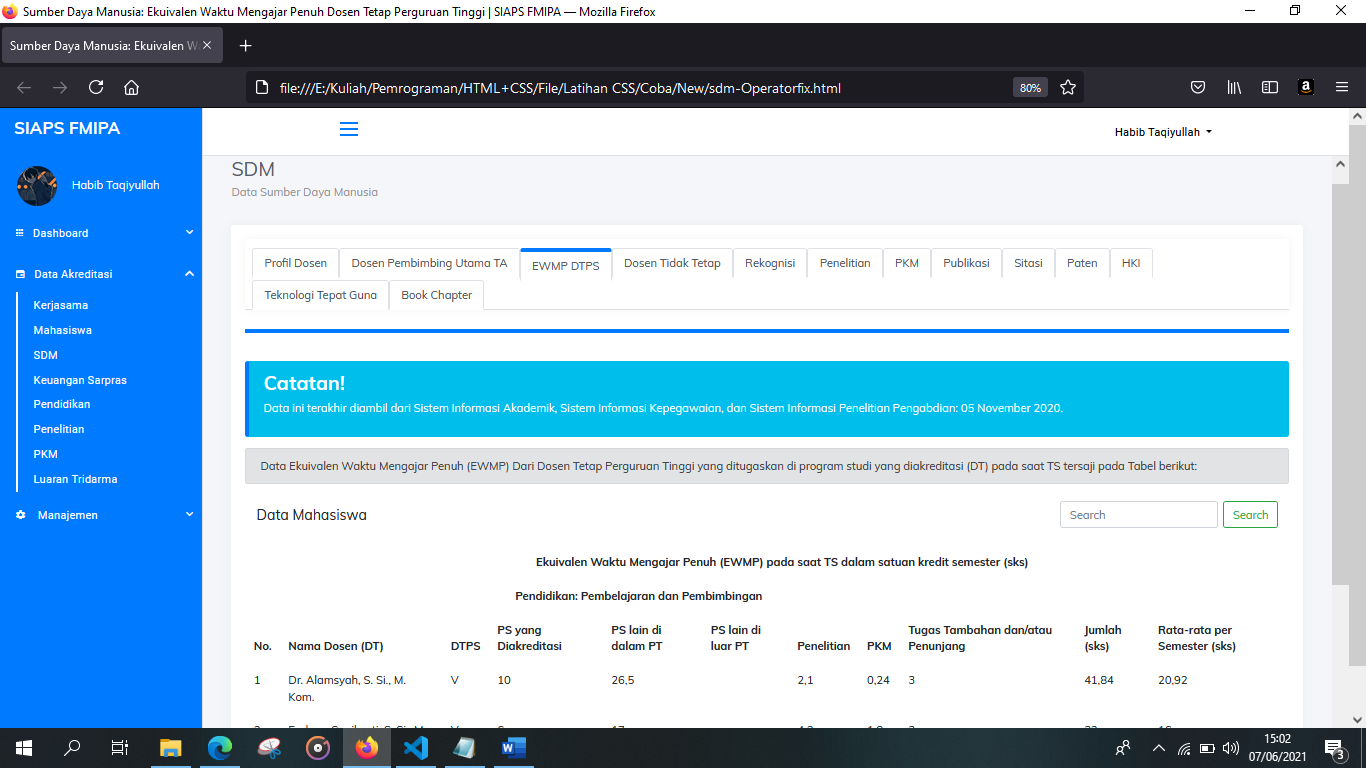 Sumber Daya Manusia: Ekuivalen Waktu Mengajar Penuh Dosen Tetap Perguruan Tinggi | SIAPS FMIPA — Mozilla Firefox
Sumber Daya Manusia: Ekuivalen W
file:///E:/Kuliah/Pemrograman/HTML+CSS/File/Latihan CSS/Coba/New/sdm-Operatorfix.html
80%
SIAPS FMIPA
Habib Taqiyullah
Habib Taqiyullah
Dashboard
Data Akreditasi
Kerjasama
Mahasiswa
SDM
Keuangan Sarpras
Pendidikan
Penelitian
PKM
Luaran Tridarma
Manajemen
SDM
Data Sumber Daya Manusia
Profil Dosen Dosen Pembimbing Utama TA EWMP DTPS Dosen Tidak Tetap Rekognisi Penelitian PKM Publikasi Sitasi Paten HKI
Teknologi Tepat Guna Book Chapter
Catatan!
Data ini terakhir diambil dari Sistem Informasi Akademik, Sistem Informasi Kepegawaian, dan Sistem Informasi Penelitian Pengabdian: 05 November 2020.
Data Ekuivalen Waktu Mengajar Penuh (EWMP) Dari Dosen Tetap Perguruan Tinggi yang ditugaskan di program studi yang diakreditasi (DT) pada saat TS tersaji pada Tabel berikut:
Data Mahasiswa
Search Search
Ekuivalen Waktu Mengajar Penuh (EWMP) pada saat TS dalam satuan kredit semester (sks)
Pendidikan: Pembelajaran dan Pembimbingan
PS yang PS lain di PS lain di Tugas Tambahan dan/atau Jumlah Rata-rata per
No. Nama Dosen (DT) DTPS Diakreditasi dalam PT luar PT Penelitian PKM Penunjang (sks) Semester (sks)
1 Dr. Alamsyah, S. Si., M. V 10 26,5 2,1 0,24 3 41,84 20,92
Kom.
15:02
07/06/2021
3